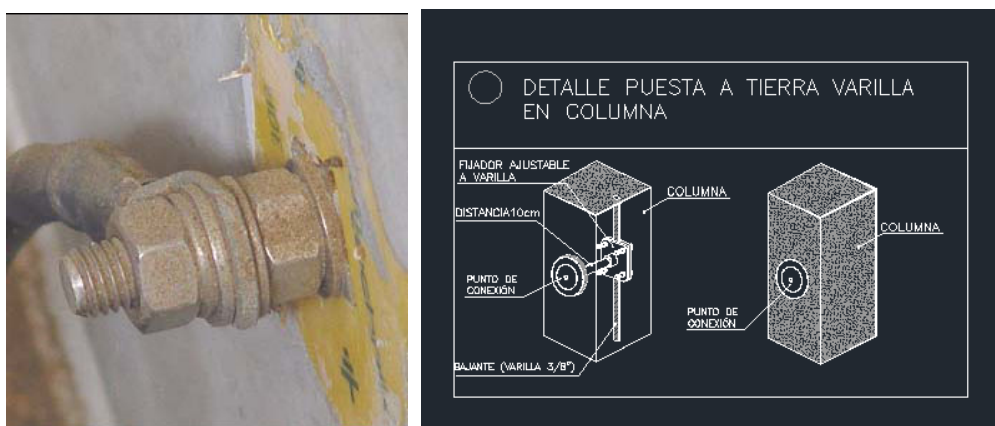 DETALLE PUESTA A TIERRA VARILLA
EN COLUMNA
FIJADOR AJUSTABLE
A VARILLA
COLUMNA
DISTANCIA10cm
PUNTO DE
CONEXIÓN
BAJANTE (VARILLA 3/8")
COLUMNA
PUNTO DE
CONEXIÓN